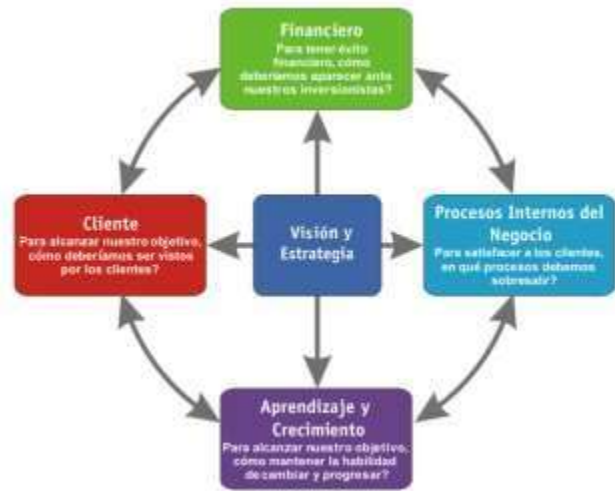 Financiero
Para tener éxito
financiero, cómo
deberíamos aparecer ante
nuestros inversionistas?
Cliente
Para alcanzar nuestro objetivo,
cómo deberíamos ser vistos
por los clientes?
Visión y
Estrategia
Procesos Internos del
Negocio
Para satisfacer a los clientes,
en qué procesos debemos
sobresalir?
Aprendizaje y
Crecimiento
Para alcanzar nuestro objetivo,
cómo mantener la habilidad
de cambiar y progresar?